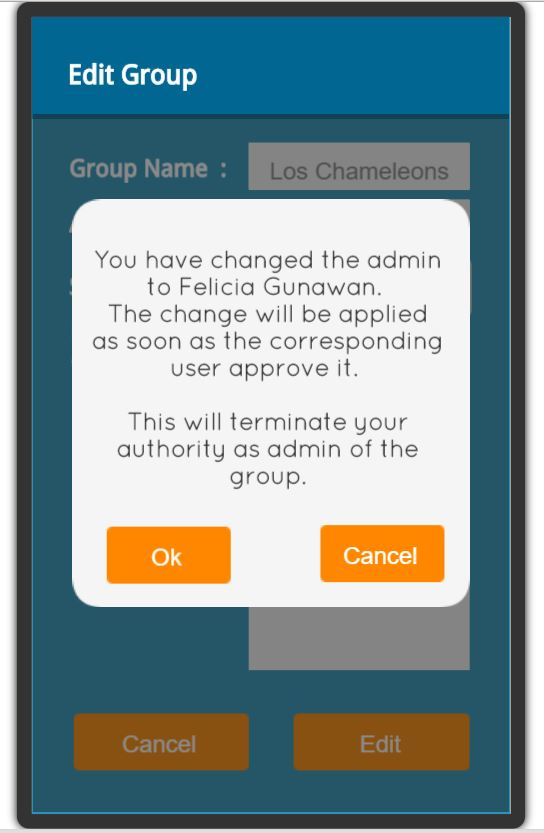 Edit Group
Group Name :
Los Chameleons
You have changed the admin
to Felicia Gunawan.
The change will be applied
as soon as the corresponding
user approve it.
This will terminate your
authority as admin of the
group.
Ok
Cancel
Cancel
Edit